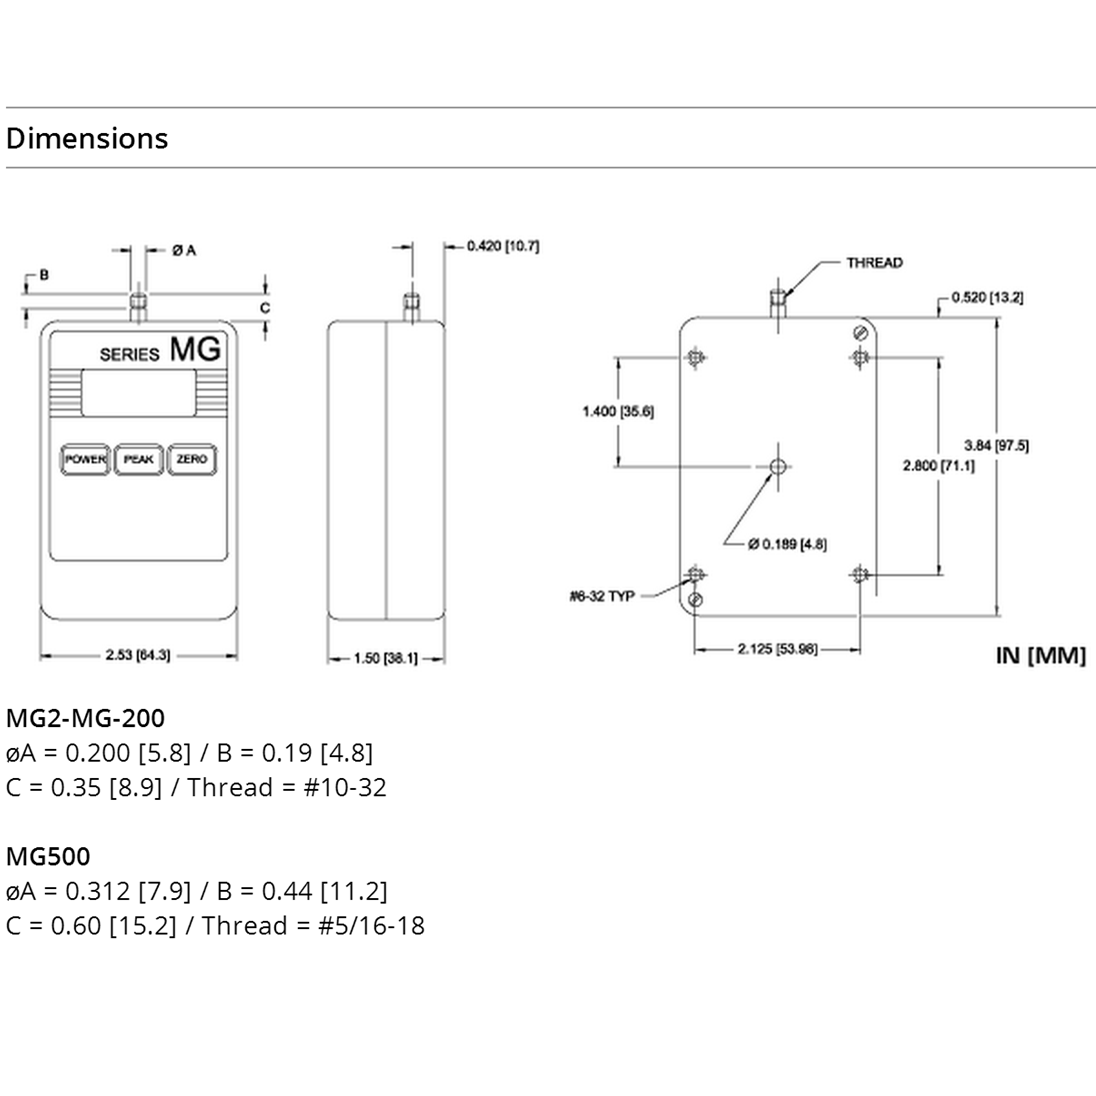 Dimensions
Ø A
0.420 [10.7]
B
THREAD
C
0.520 [13.2]
SERIES MG
1.400 [35.6]
3.84 [97.5]
POWER PEAK ZERO
2.800 [71.1]
Ø 0.189 [4.8]
#6-32 TYP
2.53 [64.3]
1.50 [38.1]
2.125 [53.98]
IN [MM]
MG2-MG-200
øA = 0.200 [5.8] / B = 0.19 [4.8]
C = 0.35 [8.9] / Thread = #10-32
MG500
øA = 0.312 [7.9] / B = 0.44 [11.2]
C = 0.60 [15.2] / Thread = #5/16-18